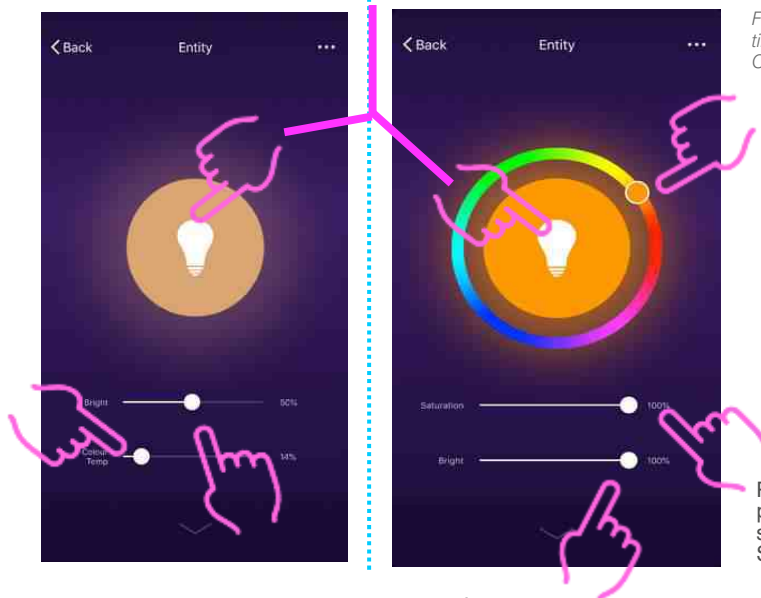 Back
Entity
...
Bright
50%
Colour
Temp
14%
Back
Entity
...
Saturation
100%
Bright
100%